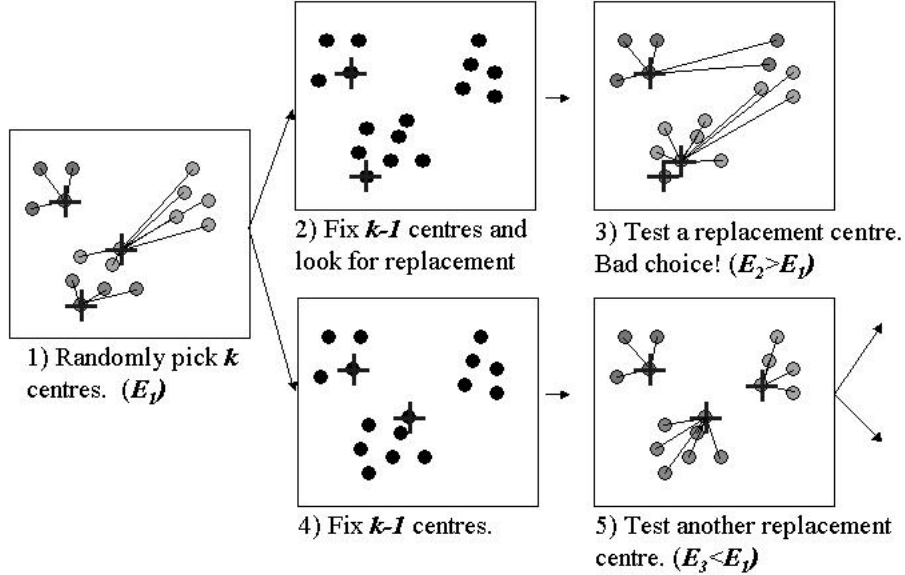 1) Randomly pick k
centres. (E1)
2) Fix k-1 centres and
look for replacement
3) Test a replacement centre.
Bad choice! (E2>E1)
4) Fix k-1 centres.
5) Test another replacement
centre. (E3<E1)